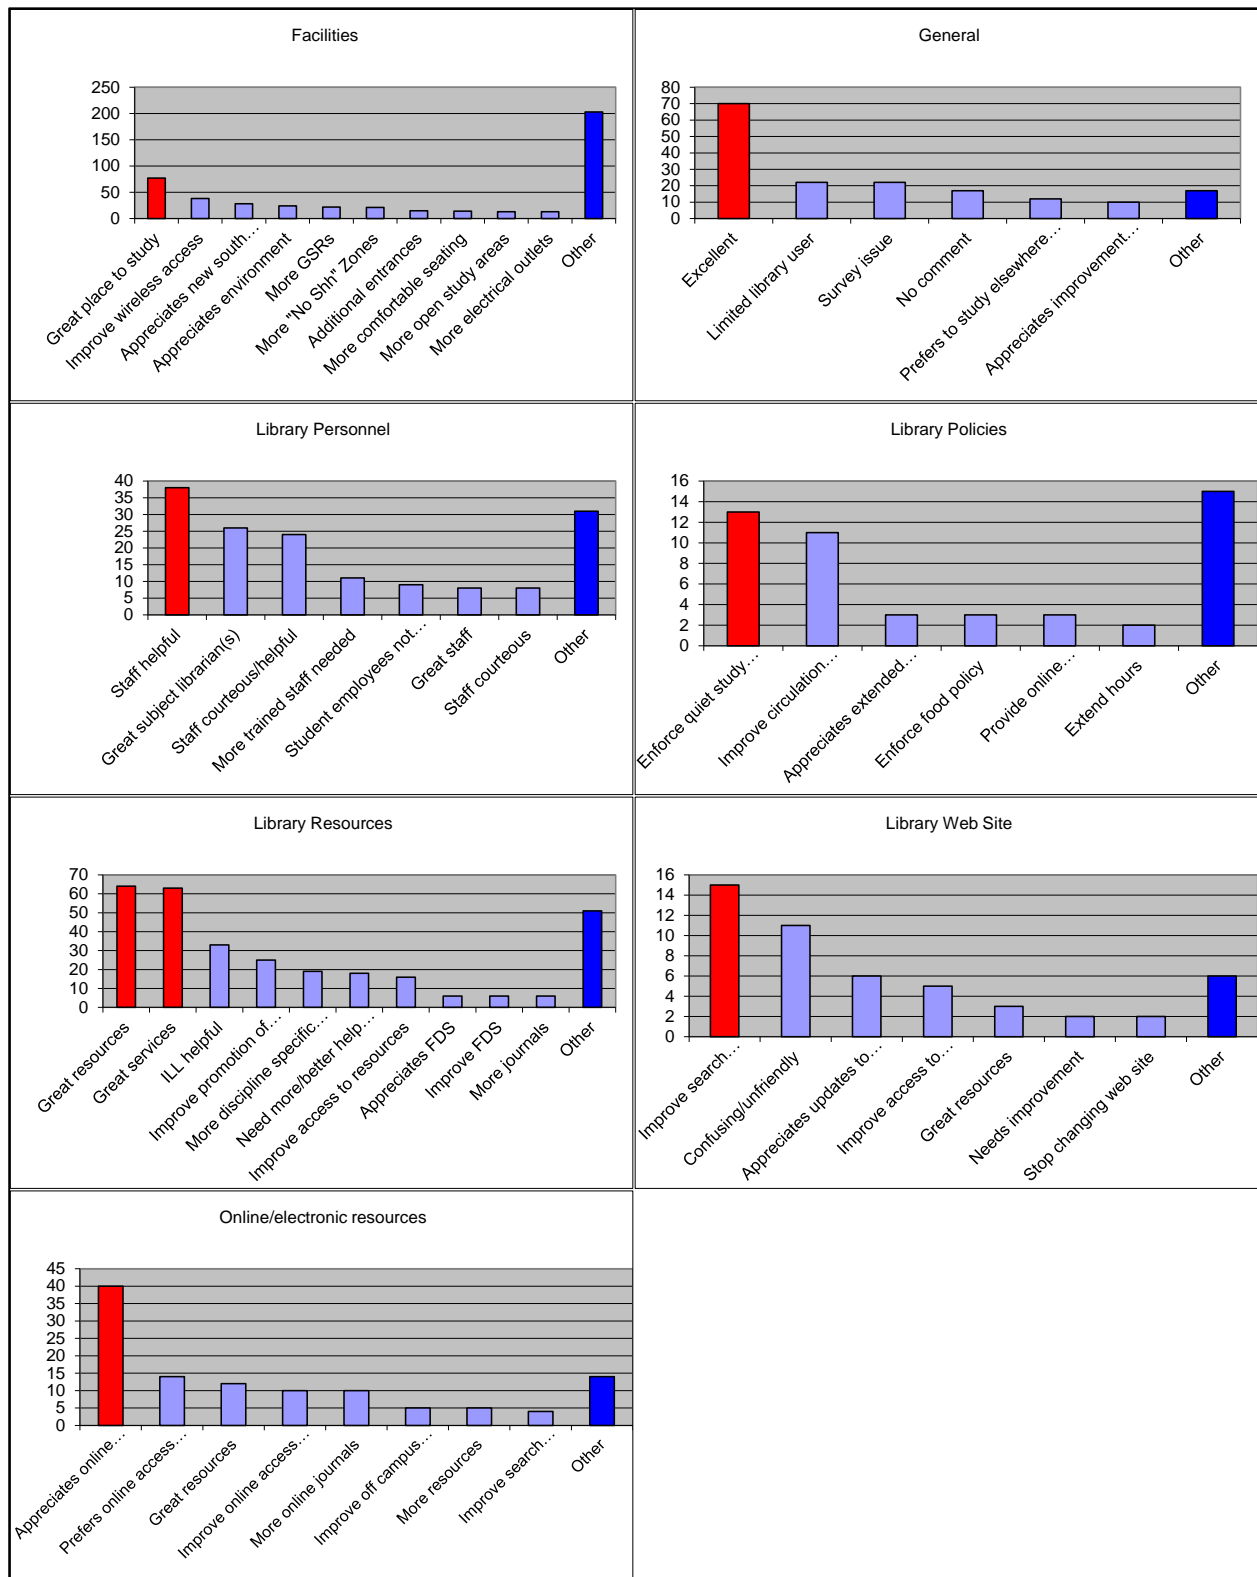 Facilities
250
200
150
100
50
0
Great place to study
Improve wireless access
Appreciates new south…
Appreciates environment
More GSRs
More "No Shn" Zones
Additional entrances
More comfortable seating
More open study areas
More electrical outlets
Other
General
80
70
60
50
40
30
20
10
0
Excellent
Limited library user
Survey issue
No comment
Prefers to study elsewhere…
Appreciates improvement…
Other
Library Personnel
40
35
30
25
20
15
10
5
0
Staff helpful
Great subject librarian(s)
Staff courteous/helpful
More trained staff needed
Student employees not…
Great staff
Staff courteous
Other
Library Policies
16
14
12
10
8
6
4
2
0
Enforce quiet study…
Improve circulation…
Appreciates extended…
Enforce food policy
Provide online…
Extend hours
Other
Library Resources
70
60
50
40
30
20
10
0
Great resources
Great services
ILL helpful
Improve promotion of…
More discipline specific…
Need more/better help…
Improve access to resources
Appreciates FDS
Improve FDS
More journals
Other
Library Web Site
16
14
12
10
8
6
4
2
0
Improve search…
Confusing/unfriendly
Appreciates updates to…
Improve access to…
Great resources
Needs improvement
Stop changing web site
Other
Online/electronic resources
45
40
35
30
25
20
15
10
5
0
Appreciates online…
Prefers online access…
Great resources
Improve online access…
More online journals
Improve off campus…
More resources
Improve search…
Other